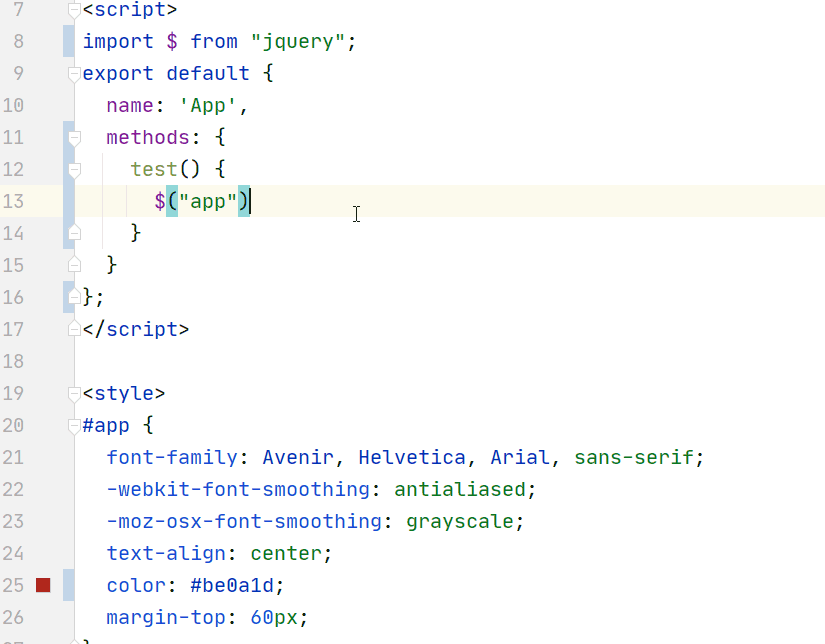 7 <script>
8 import $ from "jquery";
9 export default {
10 name: 'App',
11 methods: {
12 test() {
13 $("app")
14 }
15 }
16 };
17 </script>
18
19 <style>
20 #app {
21 font-family: Avenir, Helvetica, Arial, sans-serif;
22 -webkit-font-smoothing: antialiased;
23 -moz-osx-font-smoothing: grayscale;
24 text-align: center;
25 color: #be0a1d;
26 margin-top: 60px;